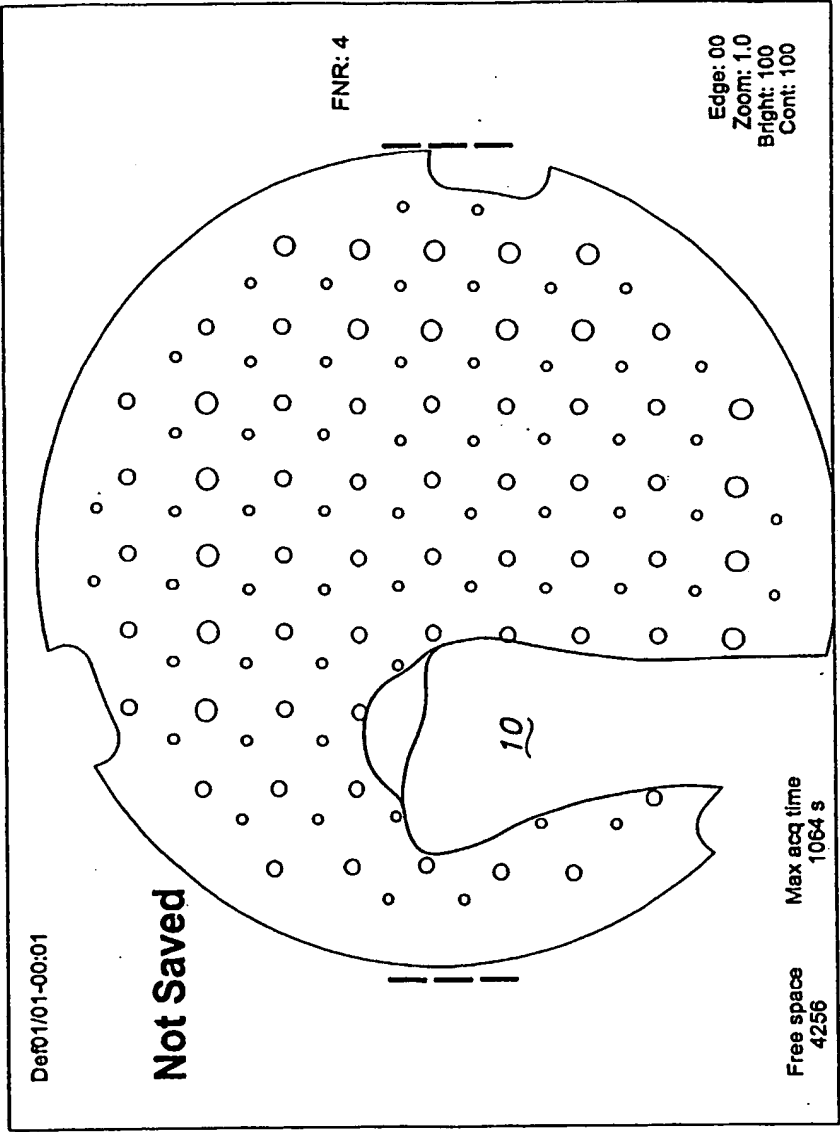 Def01/01-00:01
Not Saved
FNR: 4
10
Free space
4256
Max acq time
1064 s
Edge: 00
Zoom: 1.0
Bright: 100
Cont: 100